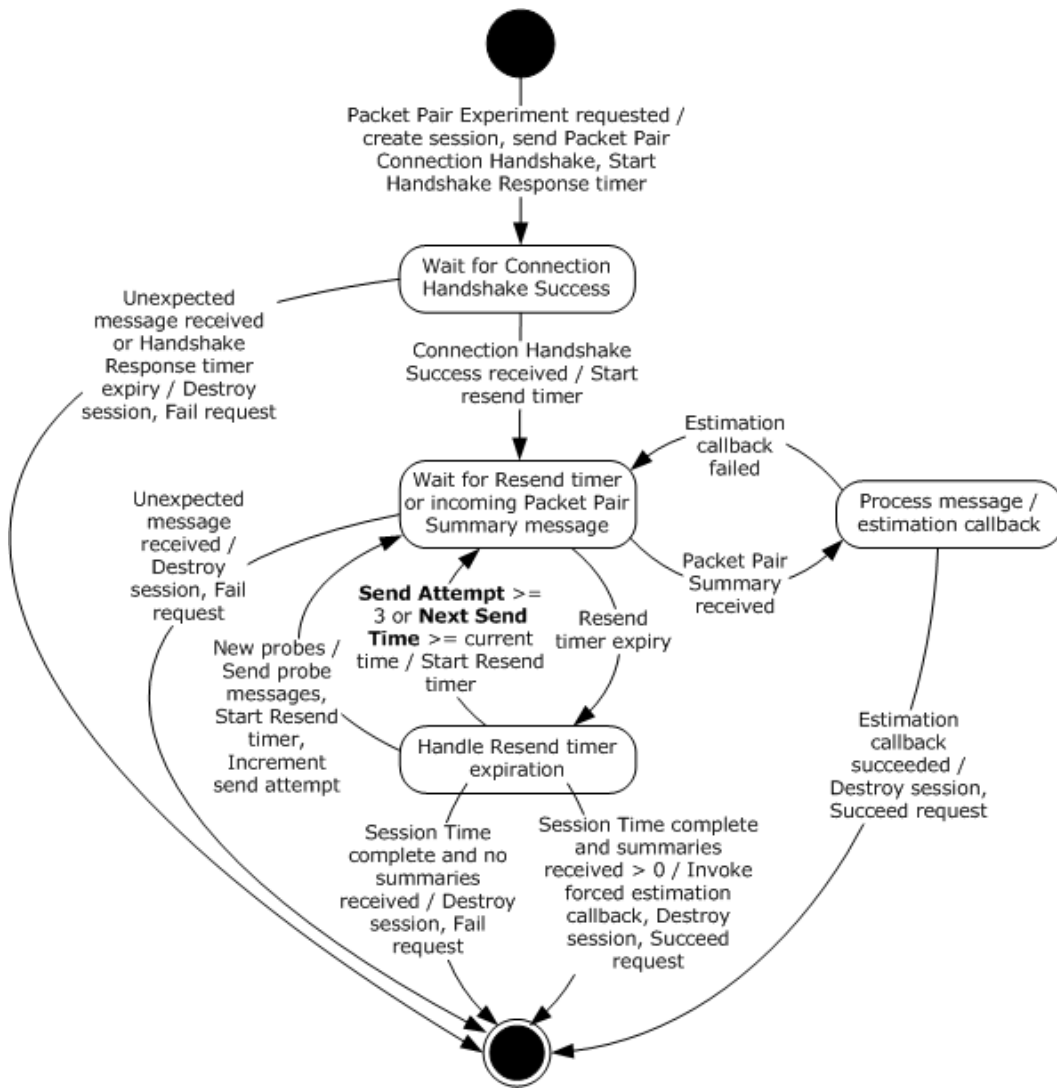 Packet Pair Experiment requested /
create session, send Packet Pair
Connection Handshake, Start
Handshake Response timer
Wait for Connection
Handshake Success
Unexpected
message received
or Handshake
Response timer
expiry / Destroy
session, Fail request
Connection Handshake
Success received / Start
resend timer
Estimation
callback
failed
Wait for Resend timer
or incoming Packet Pair
Summary message
Process message /
estimation callback
Unexpected
message
received /
Destroy
session, Fail
request
Packet Pair
Summary
received
Send Attempt >=
3 or Next Send
Time >= current
time / Start Resend
timer
Resend
timer expiry
New probes /
Send probe
messages,
Start Resend
timer,
Increment
send attempt
Handle Resend timer
expiration
Estimation
callback
succeeded /
Destroy session,
Succeed request
Session Time
complete and no
summaries
received / Destroy
session, Fail
request
Session Time complete
and summaries
received > 0 / Invoke
forced estimation
callback, Destroy
session, Succeed
request